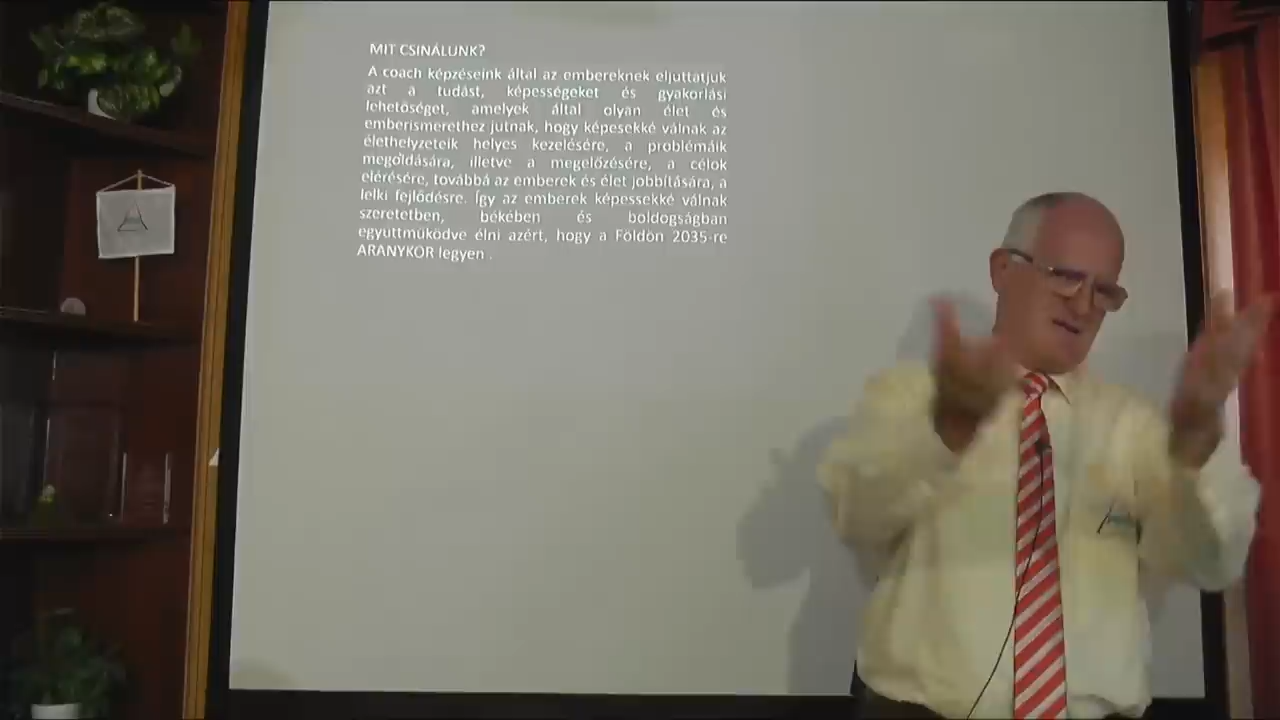 MIT CSINÁLUNK?
A coach képzéseink által az embereknek eljuttatjuk
azt a tudást, képességeket és gyakorlási
lehetőséget, amelyek által olyan élet és
emberismerethez jutnak, hogy képesekké válnak az
élethelyzeteik helyes kezelésére, a problémáik
megoldására, illetve a megelőzésére, a célok
elérésére, továbbá az emberek és élet jobbítására, a
lelki fejlődésre. Így az emberek képessekké válnak
szeretetben, békében és boldogságban
együttműködve élni azért, hogy a Földön 2035-re
ARANYKOR legyen .